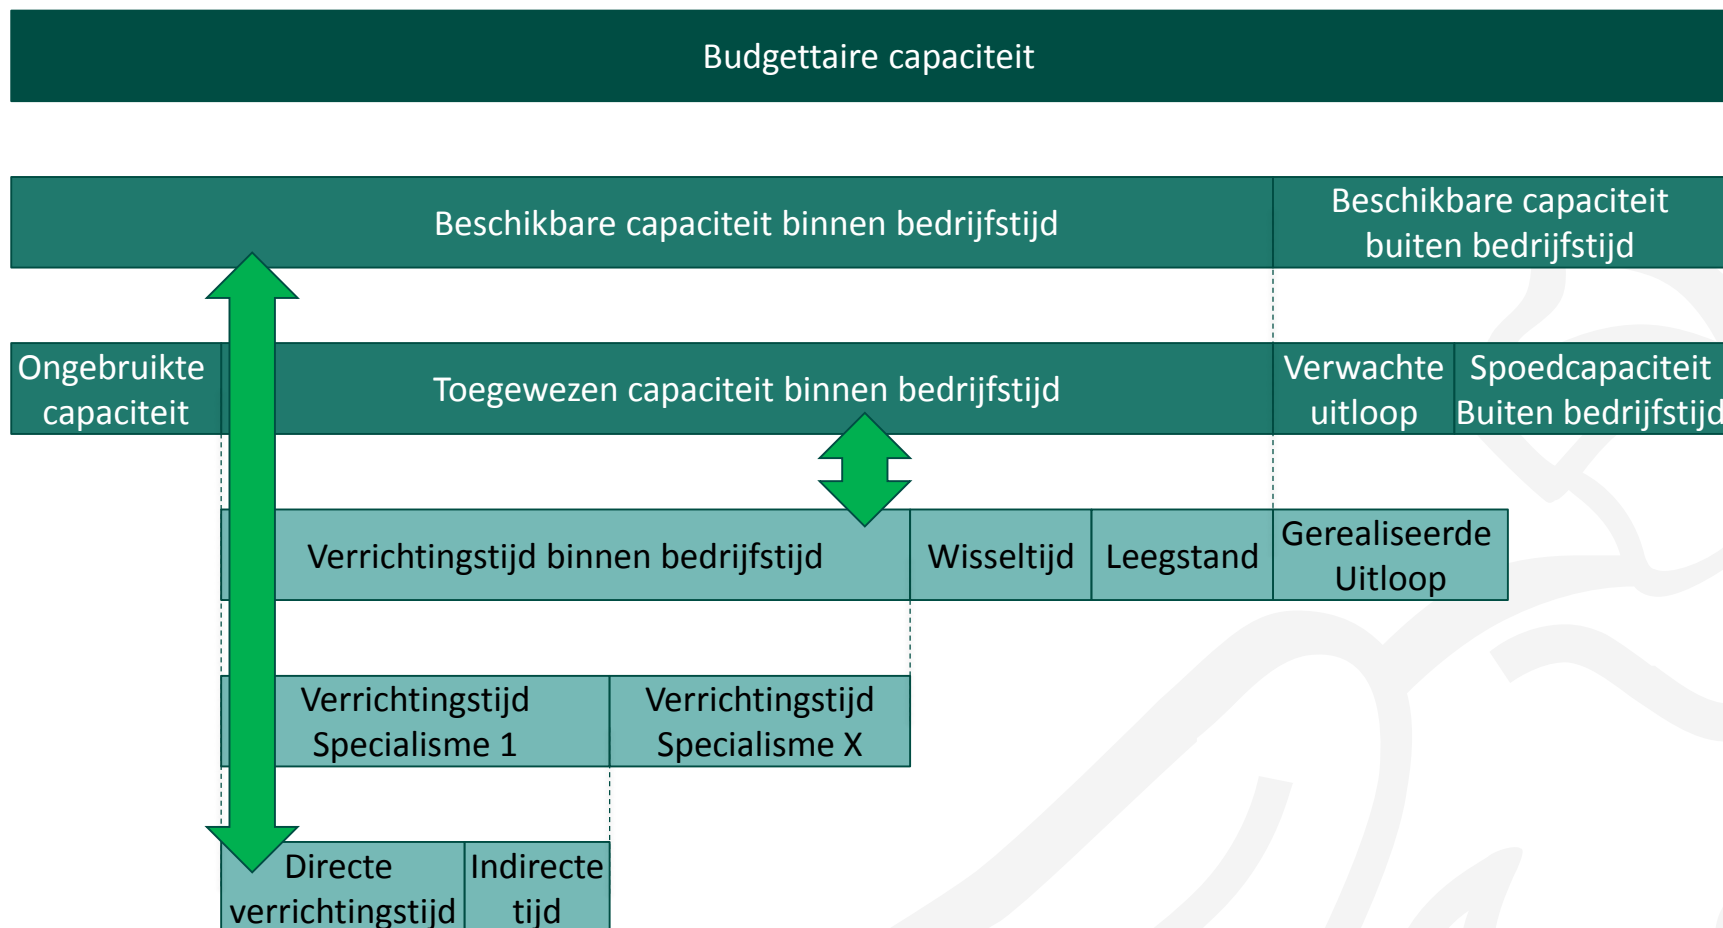 Budgettaire capaciteit
Beschikbare capaciteit binnen bedrijfstijd
Beschikbare capaciteit
buiten bedrijfstijd
Ongebruikte
capaciteit
Toegewezen capaciteit binnen bedrijfstijd
Verwachte
uitloop
Spoedcapaciteit
Buiten bedrijfstijd
Verrichtingstijd binnen bedrijfstijd
Wisseltijd
Leegstand
Gerealiseerde
Uitloop
Verrichtingstijd
Specialisme 1
Verrichtingstijd
Specialisme X
Directe
verrichtingstijd
Indirecte
tijd